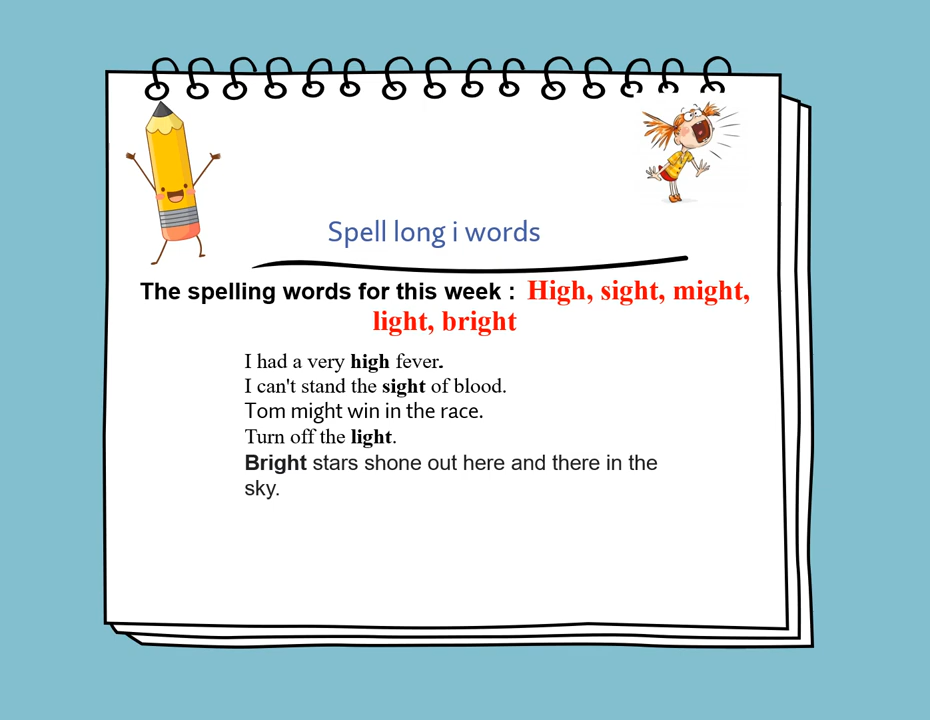 Spell long i words
The spelling words for this week : High, sight, might,
light, bright
I had a very high fever.
I can't stand the sight of blood.
Tom might win in the race.
Turn off the light.
Bright stars shone out here and there in the
sky.